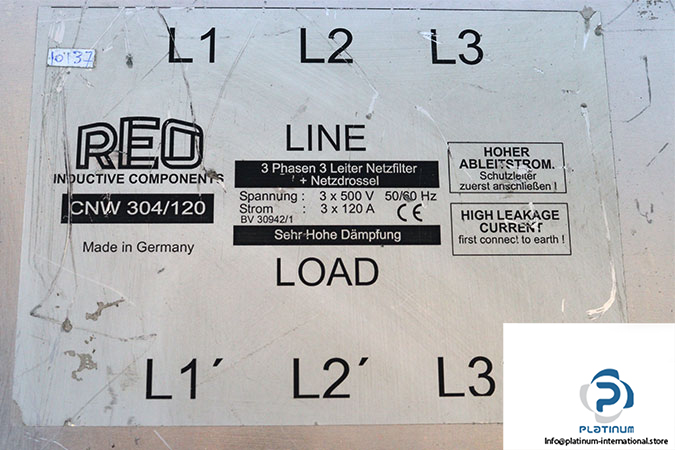 10137
L1 L2 L3
REO
INDUCTIVE COMPONENTS
CNW 304/120
Made in Germany
LINE
3 Phasen 3 Leiter Netzfilter
+ Netzdrossel
Spannung : 3 x 500 V 50/60 Hz
Strom : 3 x 120 A
BV 30942/1
CE
Sehr Hohe Dämpfung
LOAD
HOHER
ABLEITSTROM.
Schutzleiter
zuerst anschließen !
HIGH LEAKAGE
CURRENT
first connect to earth !
L1´ L2´ L3
PLATINUM
Info@platinum-international.store